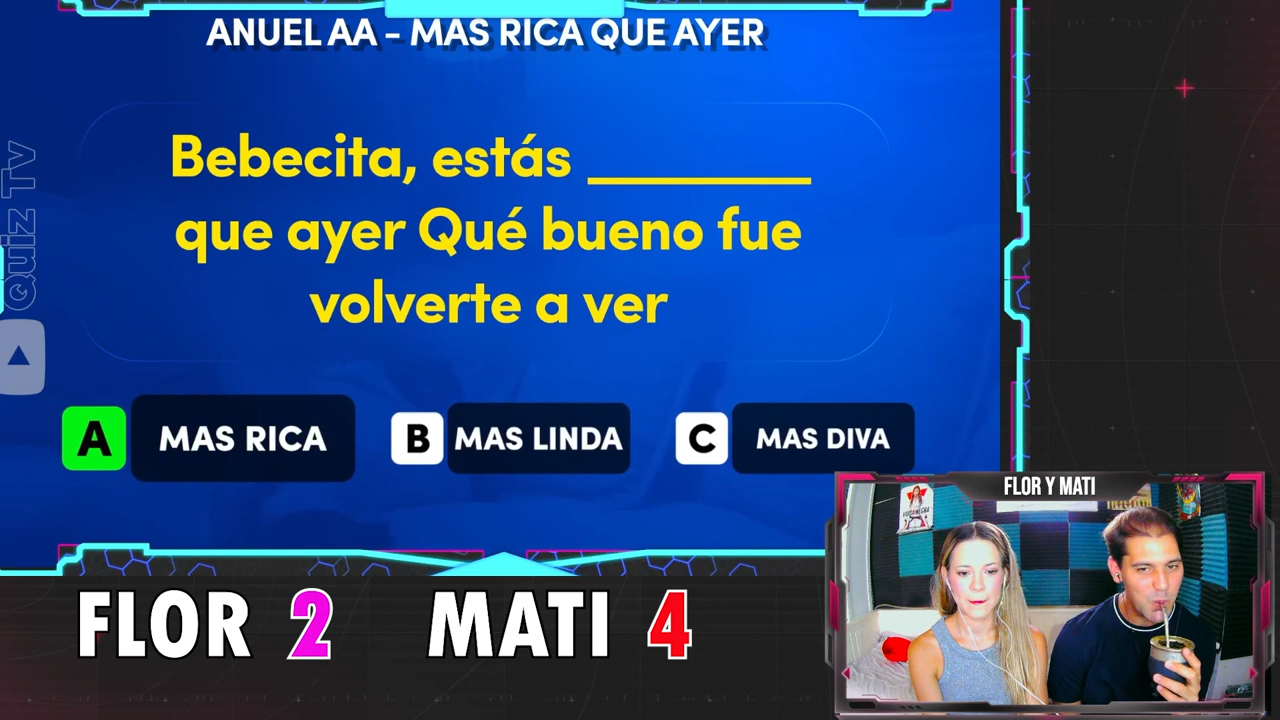 ANUEL AA - MAS RICA QUE AYER
Bebecita, estás ________
que ayer Qué bueno fue
volverte a ver
Quiz Tv
A MAS RICA
B MAS LINDA
C MAS DIVA
FLOR Y MATI
FLOR 2
MATI 4